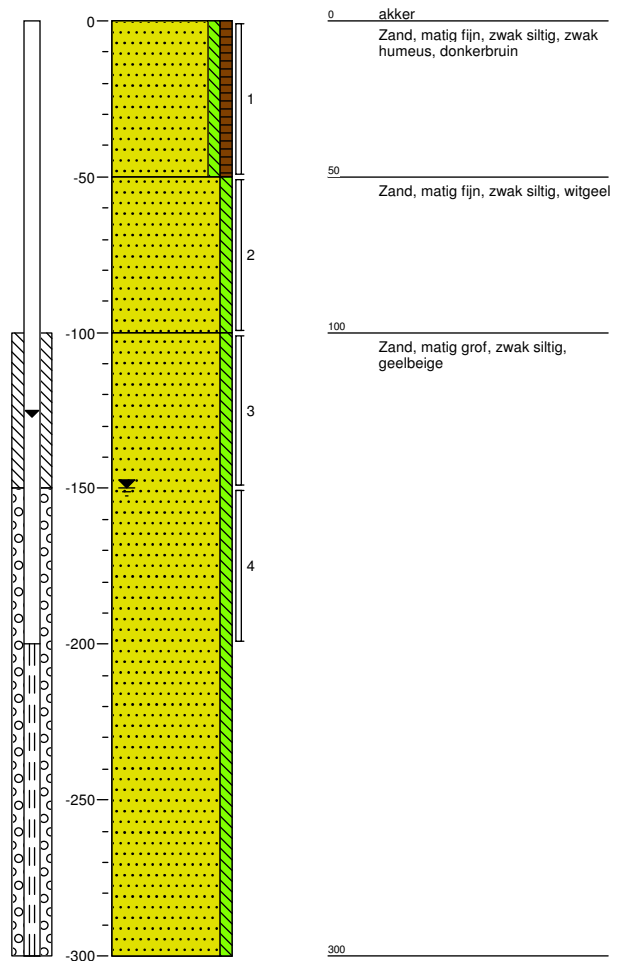 0
akker
Zand, matig fijn, zwak siltig, zwak
humeus, donkerbruin
0
1
-50
50
Zand, matig fijn, zwak siltig, witgeel
2
-100
100
Zand, matig grof, zwak siltig,
geelbeige
3
-150
4
-200
-250
-300
300